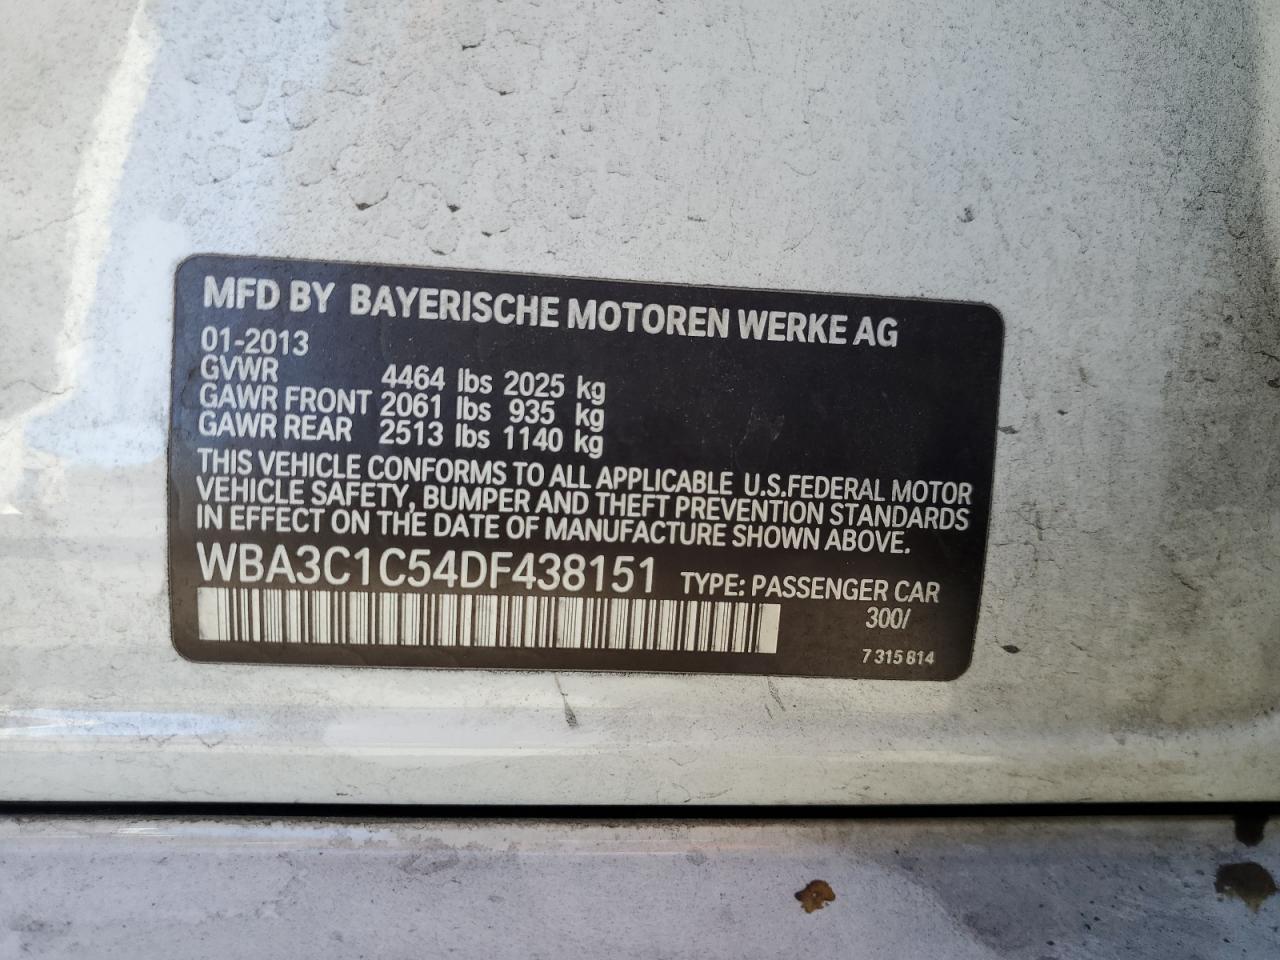 MFD BY BAYERISCHE MOTOREN WERKE AG
01-2013
GVWR 4464 lbs 2025 kg
GAWR FRONT 2061 lbs 935 kg
GAWR REAR 2513 lbs 1140 kg
THIS VEHICLE CONFORMS TO ALL APPLICABLE U.S.FEDERAL MOTOR
VEHICLE SAFETY, BUMPER AND THEFT PREVENTION STANDARDS
IN EFFECT ON THE DATE OF MANUFACTURE SHOWN ABOVE.
WBA3C1C54DF438151 TYPE: PASSENGER CAR
300/
7 315 814